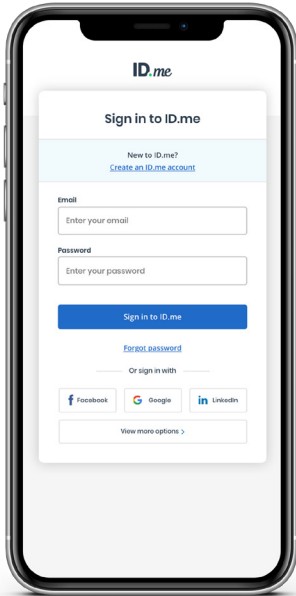 ID.me
Sign in to ID.me
New to ID.me?
Create an ID.me account
Email
Enter your email
Password
Enter your password
Sign in to ID.me
Forgot password
Or sign in with
Facebook Google LinkedIn
View more options >